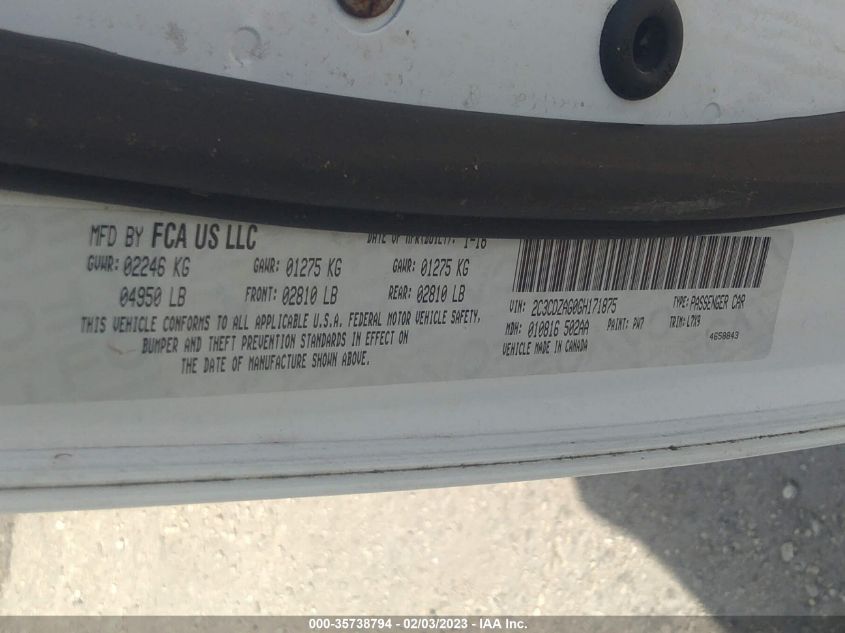 MFD BY FCA US LLC
DATE OF MFR(BUILT): 1-16
GVWR: 02246 KG GAWR: 01275 KG GAWR: 01275 KG
04950 LB FRONT: 02810 LB REAR: 02810 LB
THIS VEHICLE CONFORMS TO ALL APPLICABLE U.S.A. FEDERAL MOTOR VEHICLE SAFETY,
BUMPER AND THEFT PREVENTION STANDARDS IN EFFECT ON
THE DATE OF MANUFACTURE SHOWN ABOVE.
VIN: 2C3CDZAG0GH171875 TYPE: PASSENGER CAR
MDH: 010816 502AA PAINT: PW7 TRIM: L7X9
VEHICLE MADE IN CANADA 4658843
000-35738794 - 02/03/2023 - IAA Inc.